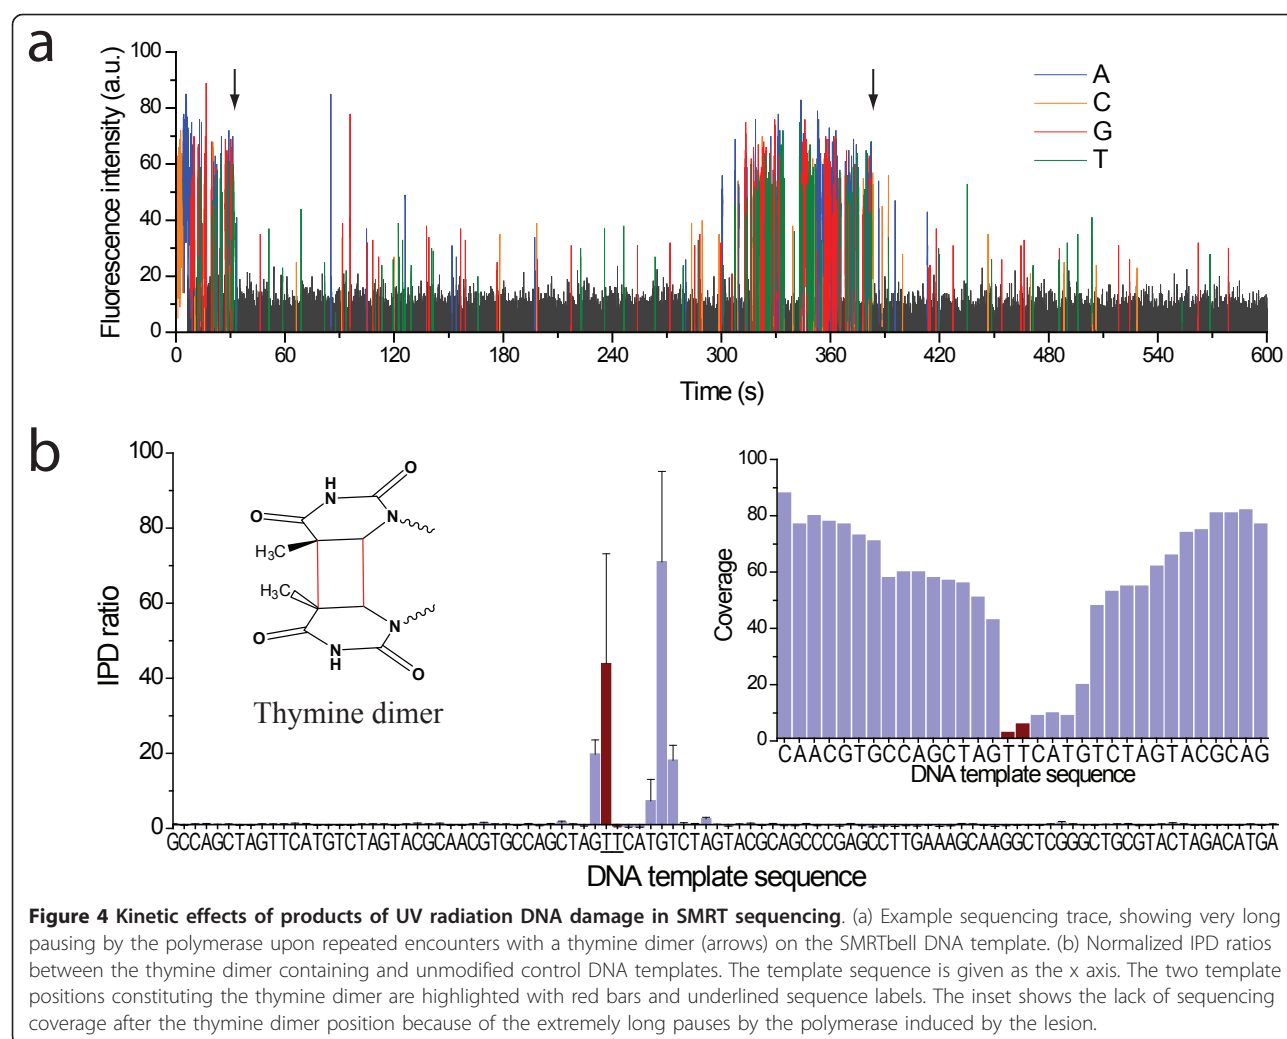 a
Fluorescence intensity (a.u.)
100
80
60
40
20
0
A
C
G
T
0 60 120 180 240 300 360 420 480 540 600
Time (s)
b
IPD ratio
100
80
60
40
20
0
O
H
N
O
N
H₃C
H₃C
N
O
N
H
O
Thymine dimer
Coverage
100
80
60
40
20
0
CAACGTGCCAGCTAGTTCATGTCTAGTACGCAG
DNA template sequence
GCCAGCTAGTTCATGTCTAGTACGCAACGTGCCAGCTAGTTCATGTCTAGTACGCAGCCCGAGCCTTGAAAGCAAGGCTCGGGCTGCGTACTAGACATGA
DNA template sequence
Figure 4 Kinetic effects of products of UV radiation DNA damage in SMRT sequencing. (a) Example sequencing trace, showing very long
pausing by the polymerase upon repeated encounters with a thymine dimer (arrows) on the SMRTbell DNA template. (b) Normalized IPD ratios
between the thymine dimer containing and unmodified control DNA templates. The template sequence is given as the x axis. The two template
positions constituting the thymine dimer are highlighted with red bars and underlined sequence labels. The inset shows the lack of sequencing
coverage after the thymine dimer position because of the extremely long pauses by the polymerase induced by the lesion.